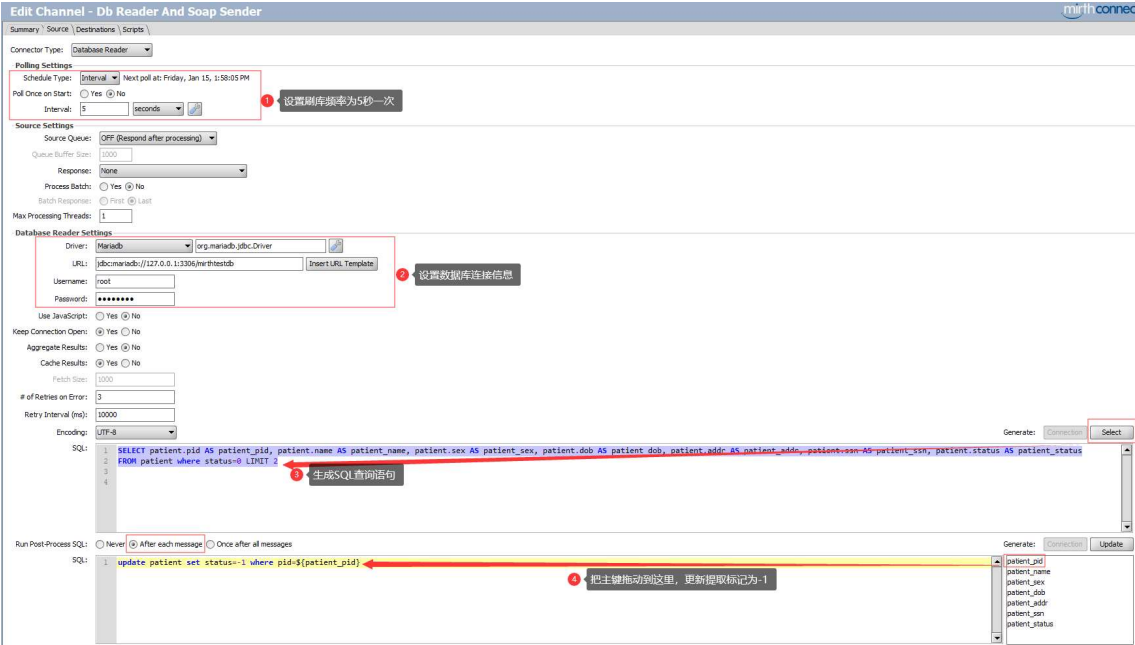 Edit Channel - Db Reader And Soap Sender
mirth connec
Summary Source Destinations Scripts
Connector Type: Database Reader
Polling Settings
Schedule Type: Interval Next poll at: Friday, Jan 15, 1:58:05 PM
Poll Once on Start: Yes No
Interval: 5 seconds
1 设置刷库频率为5秒一次
Source Settings
Source Queue: OFF (Respond after processing)
Queue Buffer Size: 1000
Response: None
Process Batch: Yes No
Batch Response: First Last
Max Processing Threads: 1
Database Reader Settings
Driver: Mariadb org.mariadb.jdbc.Driver
URL: jdbc:mariadb://127.0.0.1:3306/mirthtestdb Insert URL Template
2 设置数据库连接信息
Username: root
Password: ●●●●●●●●
Use JavaScript: Yes No
Keep Connection Open: Yes No
Aggregate Results: Yes No
Cache Results: Yes No
Fetch Size: 1000
# of Retries on Error: 3
Retry Interval (ms): 10000
Encoding: UTF-8 Generate: Connection Select
SQL: 1 SELECT patient.pid AS patient_pid, patient.name AS patient_name, patient.sex AS patient_sex, patient.dob AS patient_dob, patient.addr AS patient_addr, patient.ssn AS patient_ssn, patient.status AS patient_status
2 FROM patient where status=0 LIMIT 2
3
4
3 生成SQL查询语句
Run Post-Process SQL: Never After each message Once after all messages Generate: Connection Update
SQL: 1 update patient set status=-1 where pid=${patient_pid}
4 把主键拖动到这里，更新提取标记为-1
patient_pid
patient_name
patient_sex
patient_dob
patient_addr
patient_ssn
patient_status